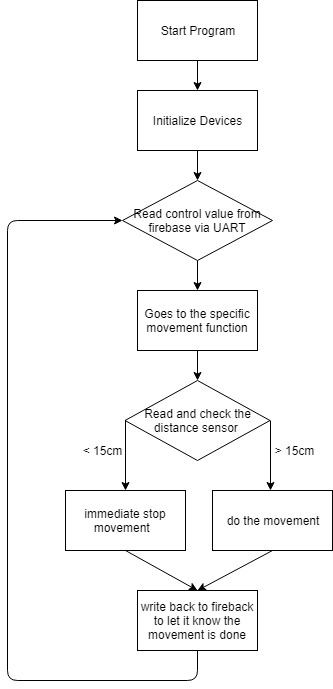 Start Program
Initialize Devices
Read control value from
firebase via UART
Goes to the specific
movement function
Read and check the
distance sensor
< 15cm
> 15cm
immediate stop
movement
do the movement
write back to fireback
to let it know the
movement is done